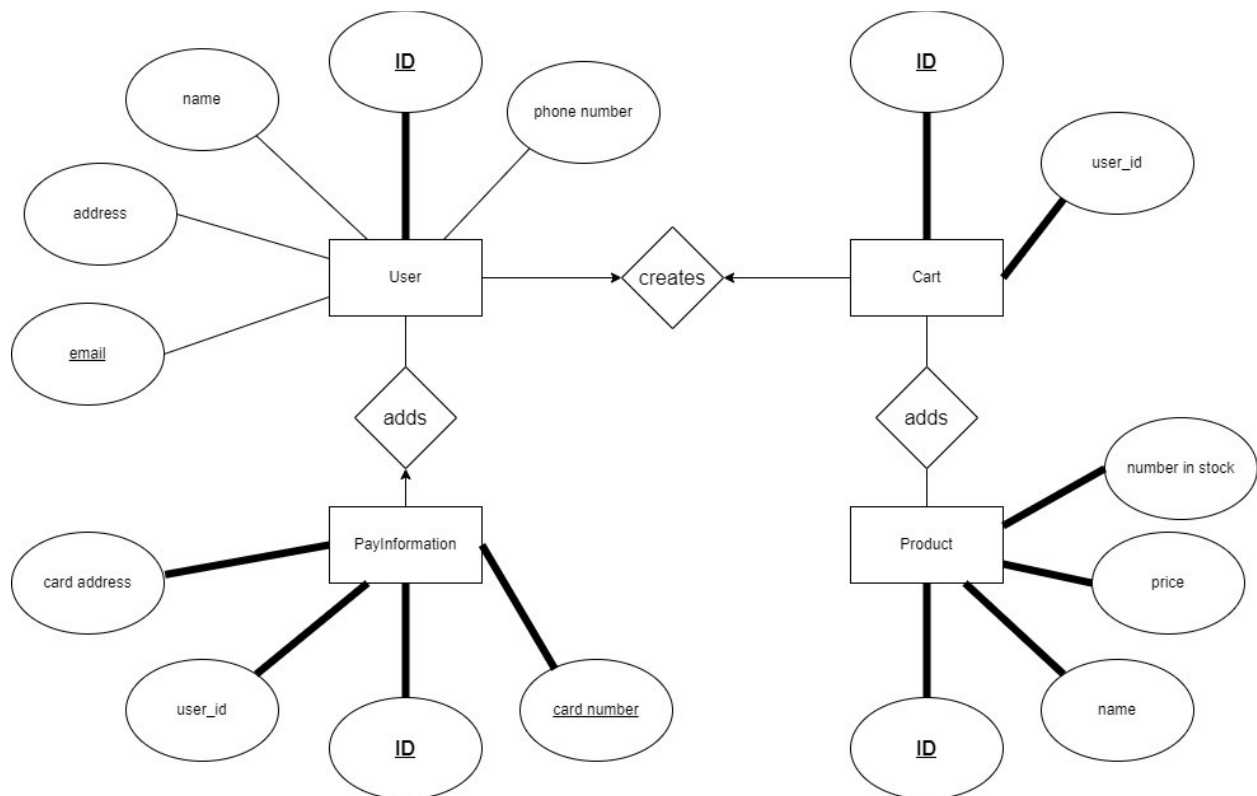 ID
ID
name
phone number
user_id
address
User
creates
Cart
email
adds
adds
number in stock
PayInformation
Product
card address
price
user_id
card number
name
ID
ID